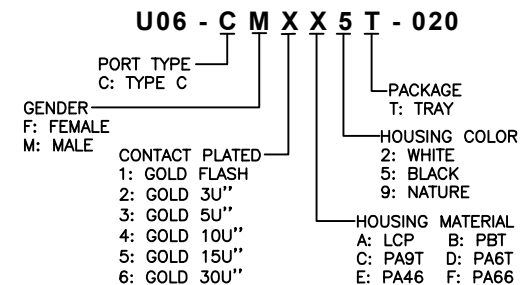 U06 - C M X X 5 T - 020
PORT TYPE
C: TYPE C
GENDER
F: FEMALE
M: MALE
CONTACT PLATED
1: GOLD FLASH
2: GOLD 3U''
3: GOLD 5U''
4: GOLD 10U''
5: GOLD 15U''
6: GOLD 30U''
PACKAGE
T: TRAY
HOUSING COLOR
2: WHITE
5: BLACK
9: NATURE
HOUSING MATERIAL
A: LCP B: PBT
C: PA9T D: PA6T
E: PA46 F: PA66